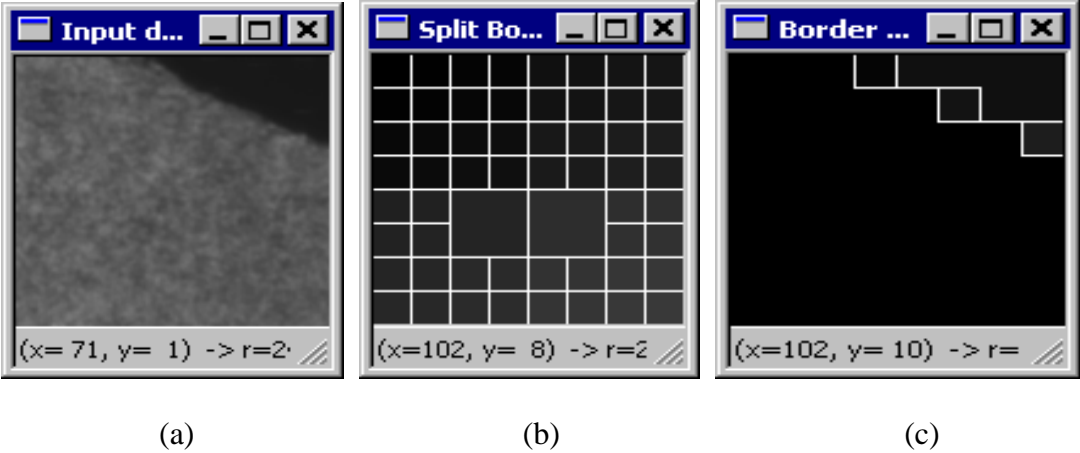 Input d...
Split Bo...
Border ...
(x= 71, y= 1) -> r=2
(x=102, y= 8) -> r=2
(x=102, y= 10) -> r=
(a)
(b)
(c)